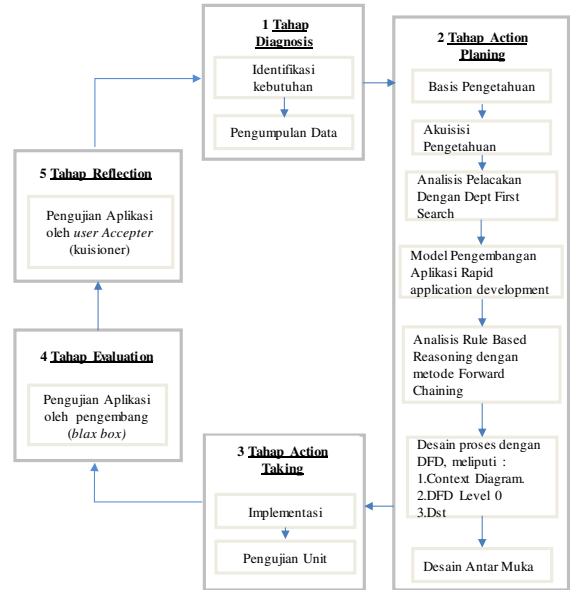 1 Tahap
Diagnosis
Identifikasi
kebutuhan
Pengumpulan Data
2 Tahap Action
Planing
Basis Pengetahuan
Akuisisi
Pengetahuan
Analisis Pelacakan
Dengan Dept First
Search
Model Pengembangan
Aplikasi Rapid
application development
Analisis Rule Based
Reasoning dengan
metode Forward
Chaining
Desain proses dengan
DFD, meliputi :
1.Context Diagram.
2.DFD Level 0
3.Dst
Desain Antar Muka
3 Tahap Action
Taking
Implementasi
Pengujian Unit
4 Tahap Evaluation
Pengujian Aplikasi
oleh pengembang
(blax box)
5 Tahap Reflection
Pengujian Aplikasi
oleh user Accepter
(kuisioner)